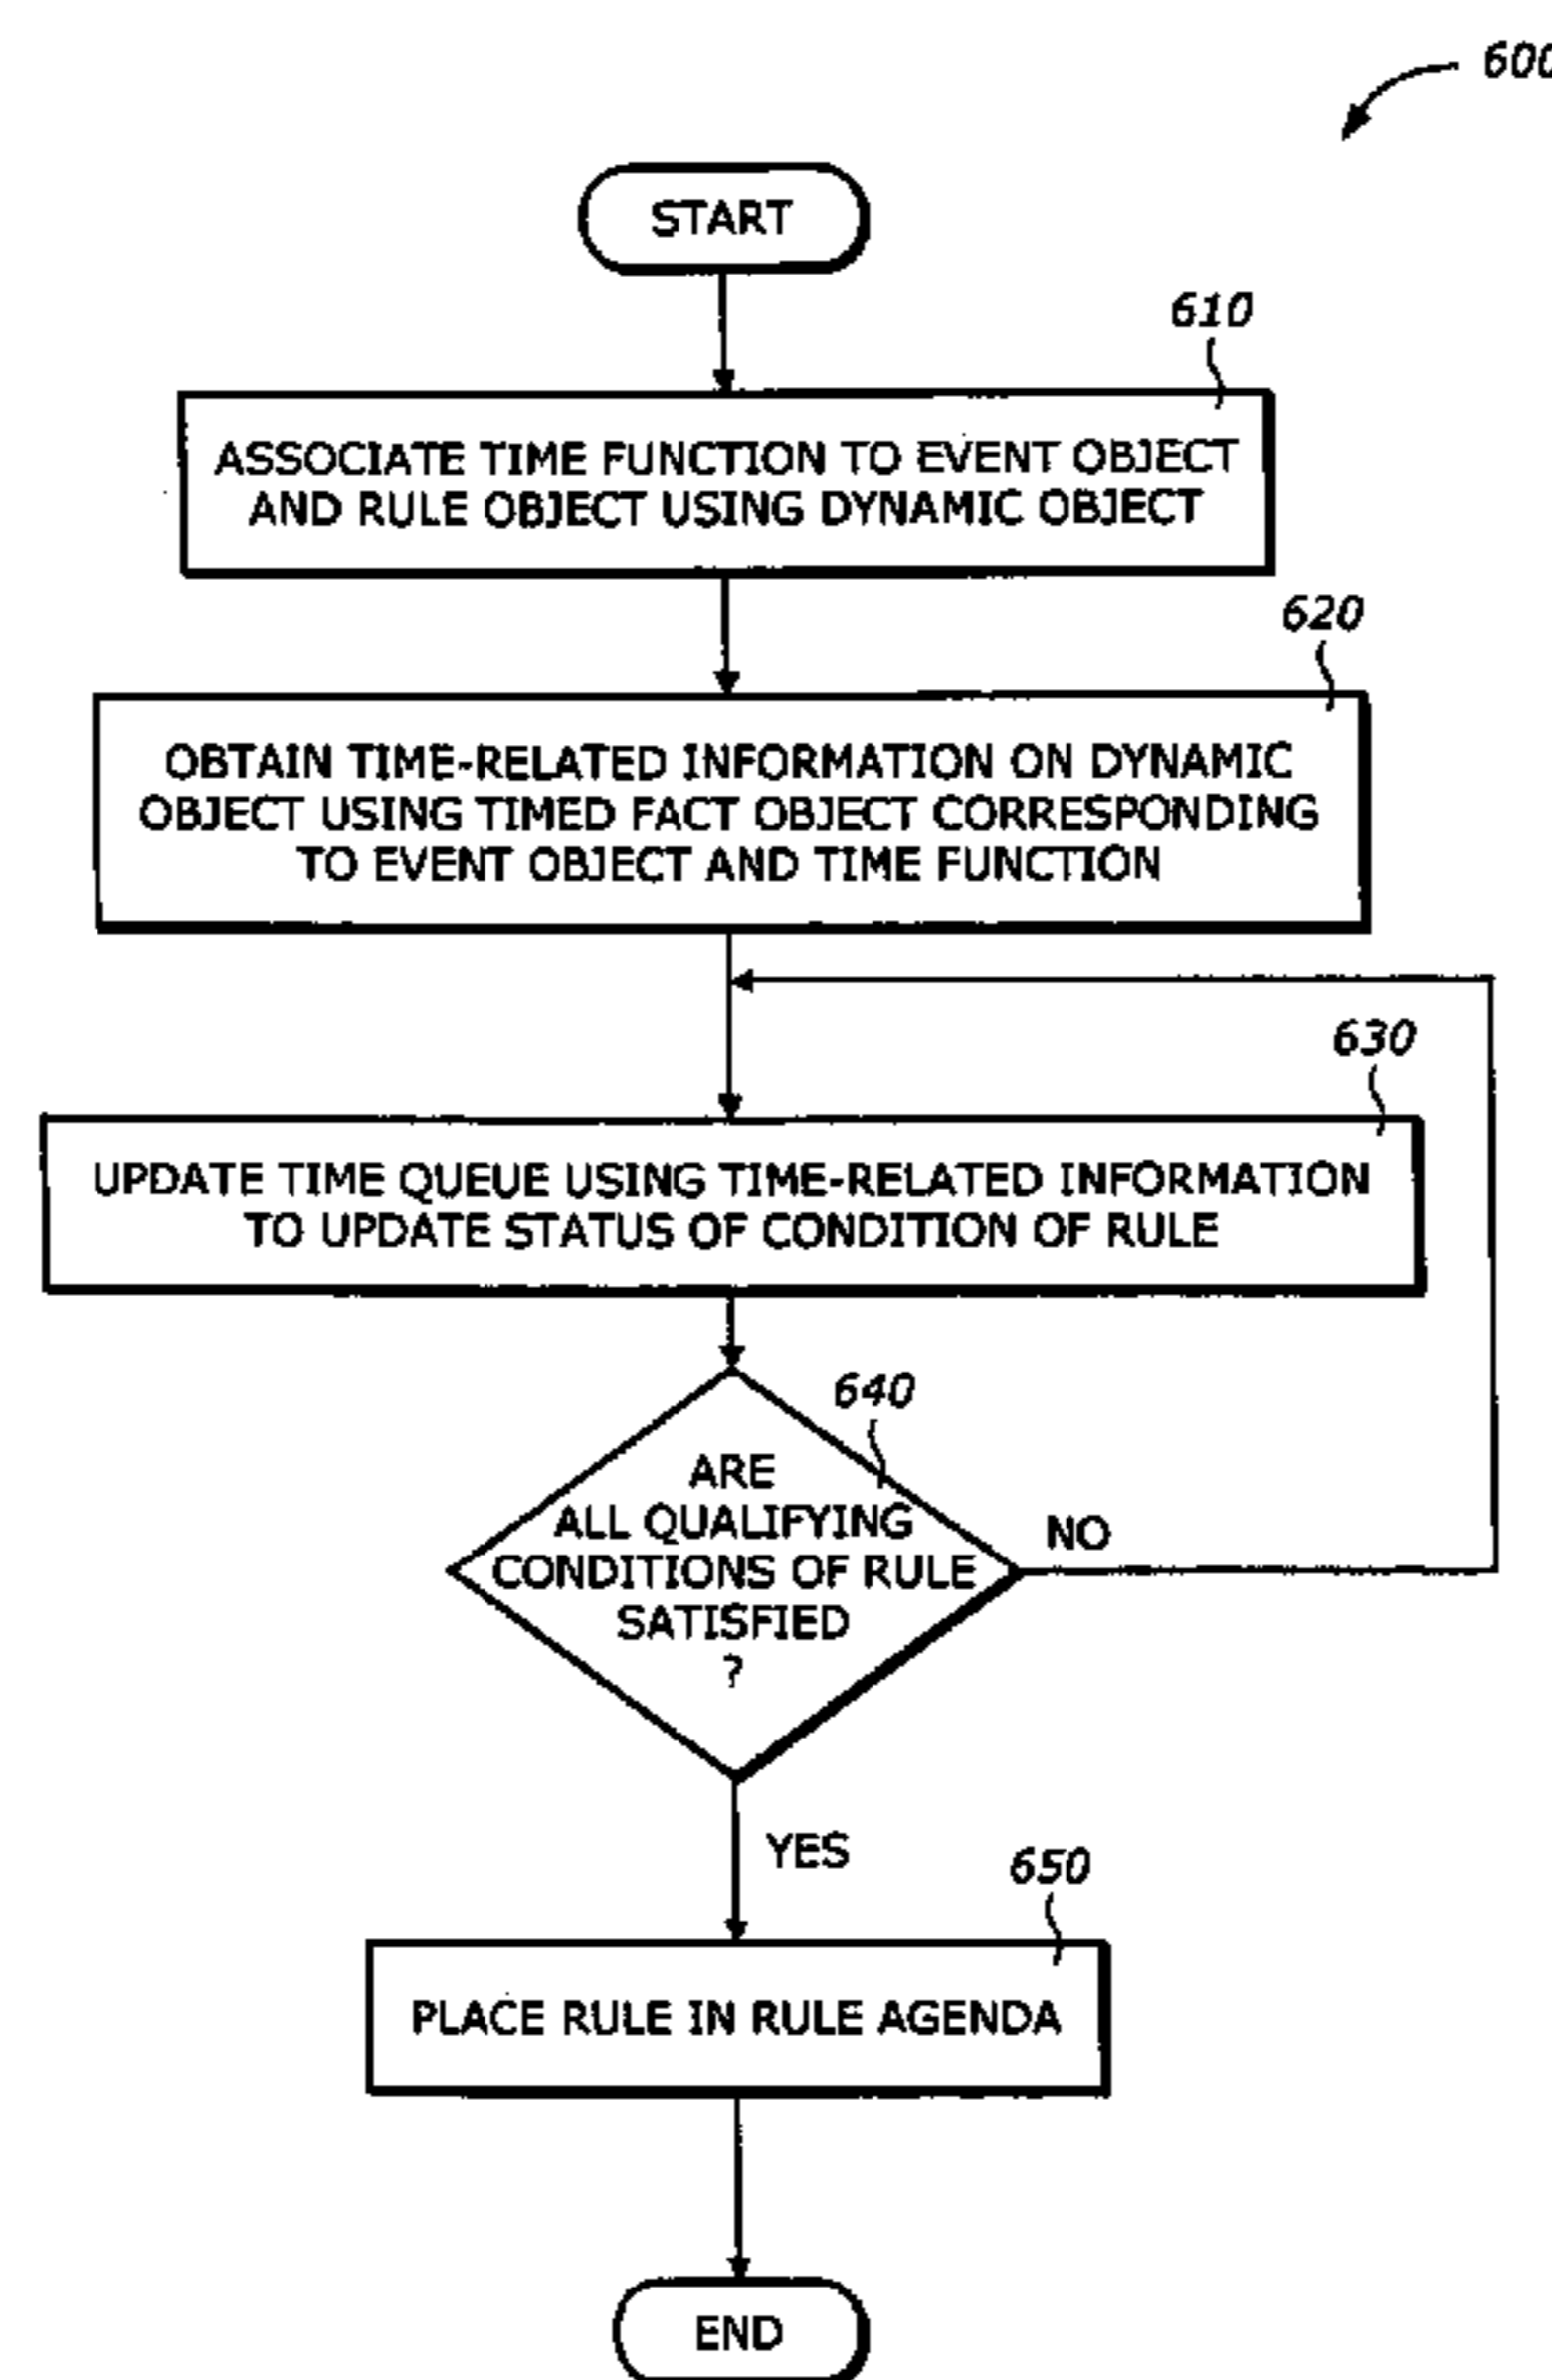 600
START
610
ASSOCIATE TIME FUNCTION TO EVENT OBJECT
AND RULE OBJECT USING DYNAMIC OBJECT
620
OBTAIN TIME-RELATED INFORMATION ON DYNAMIC
OBJECT USING TIMED FACT OBJECT CORRESPONDING
TO EVENT OBJECT AND TIME FUNCTION
630
UPDATE TIME QUEUE USING TIME-RELATED INFORMATION
TO UPDATE STATUS OF CONDITION OF RULE
640
ARE
ALL QUALIFYING
CONDITIONS OF RULE
SATISFIED
?
NO
YES
650
PLACE RULE IN RULE AGENDA
END